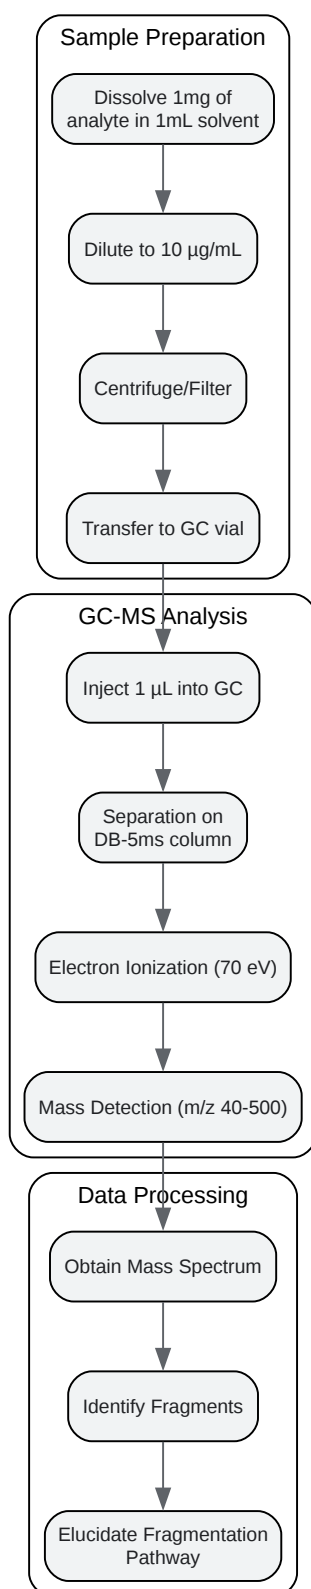 Sample Preparation
Dissolve 1mg of
analyte in 1mL solvent
Dilute to 10 µg/mL
Centrifuge/Filter
Transfer to GC vial
GC-MS Analysis
Inject 1 µL into GC
Separation on
DB-5ms column
Electron Ionization (70 eV)
Mass Detection (m/z 40-500)
Data Processing
Obtain Mass Spectrum
Identify Fragments
Elucidate Fragmentation
Pathway